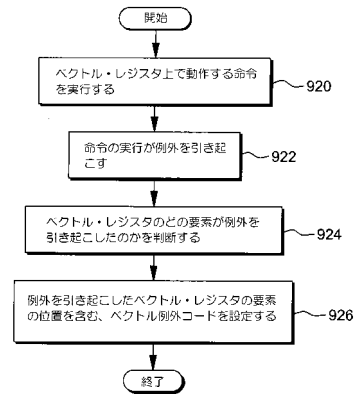 開始
ベクトル・レジスタ上で動作する命令
を実行する
920
命令の実行が例外を引き起
こす
922
ベクトル・レジスタのどの要素が例外を
引き起こしたのかを判断する
924
例外を引き起こしたベクトル・レジスタの要素
の位置を含む、ベクトル例外コードを設定する
926
終了